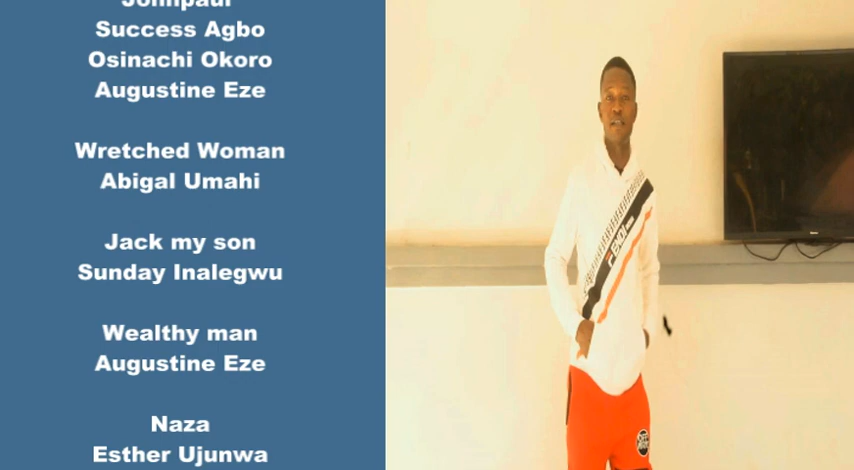 Johnpaul
Success Agbo
Osinachi Okoro
Augustine Eze
Wretched Woman
Abigal Umahi
Jack my son
Sunday Inalegwu
Wealthy man
Augustine Eze
Naza
Esther Ujunwa